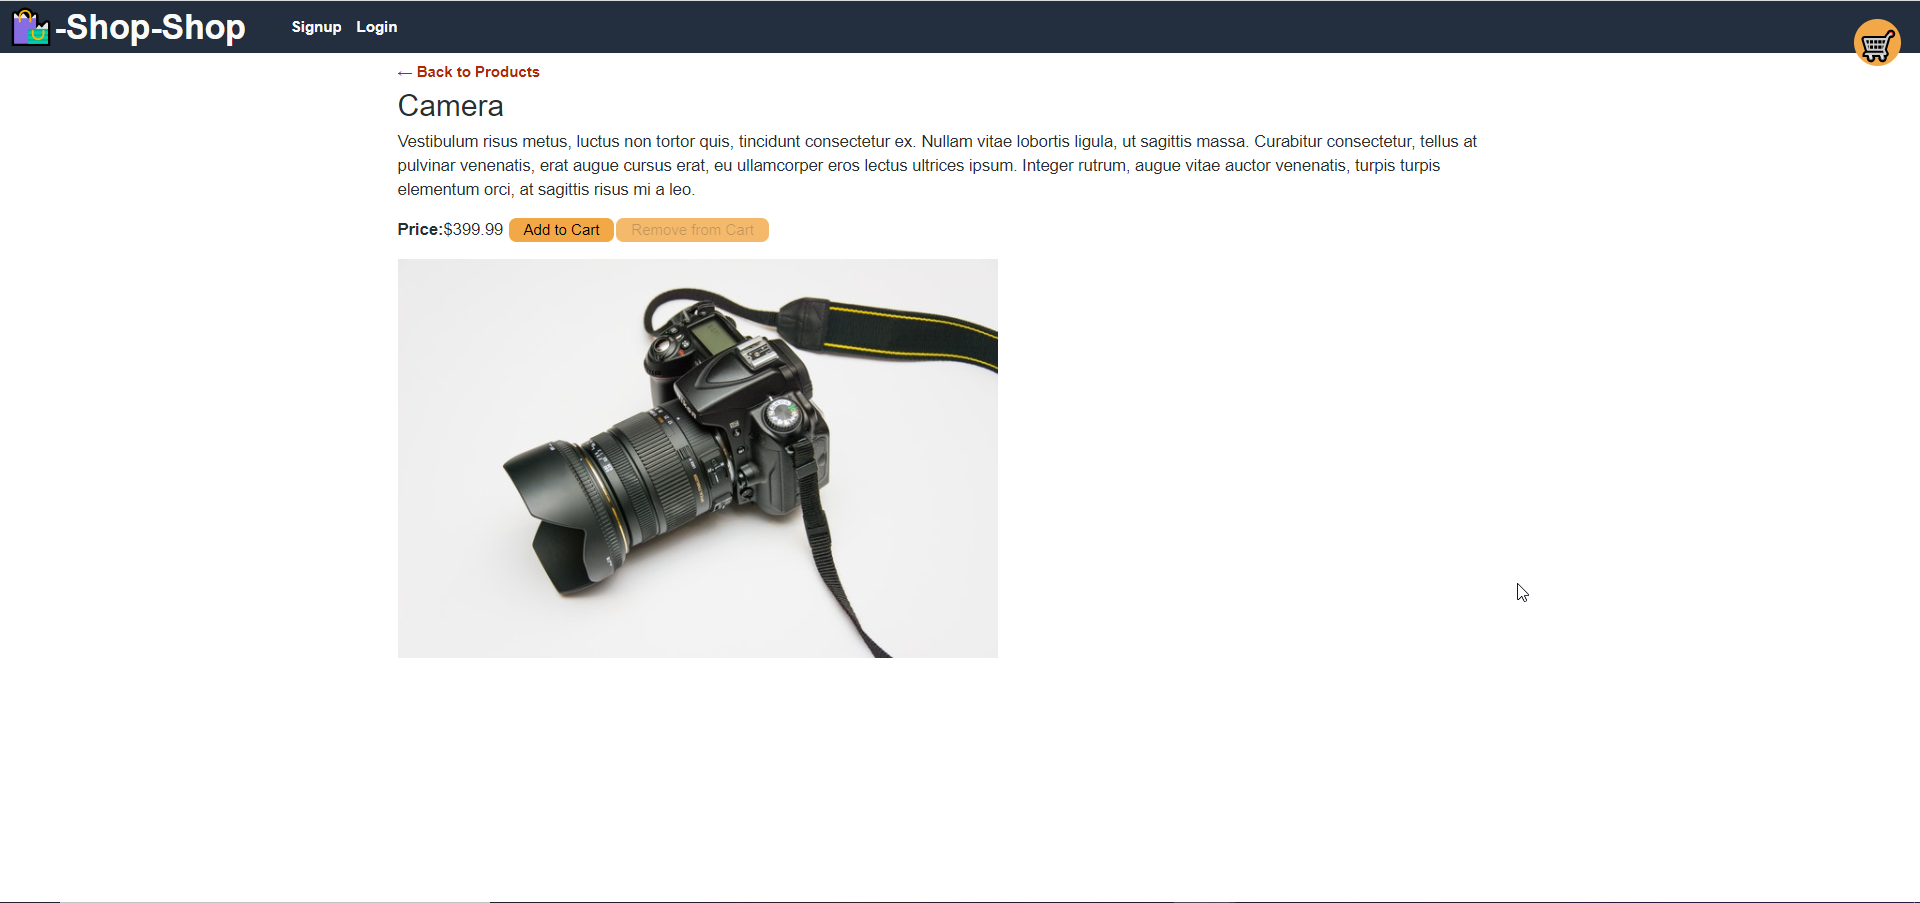 -Shop-Shop
Signup Login
← Back to Products
Camera
Vestibulum risus metus, luctus non tortor quis, tincidunt consectetur ex. Nullam vitae lobortis ligula, ut sagittis massa. Curabitur consectetur, tellus at
pulvinar venenatis, erat augue cursus erat, eu ullamcorper eros lectus ultrices ipsum. Integer rutrum, augue vitae auctor venenatis, turpis turpis
elementum orci, at sagittis risus mi a leo.
Price:$399.99 Add to Cart Remove from Cart